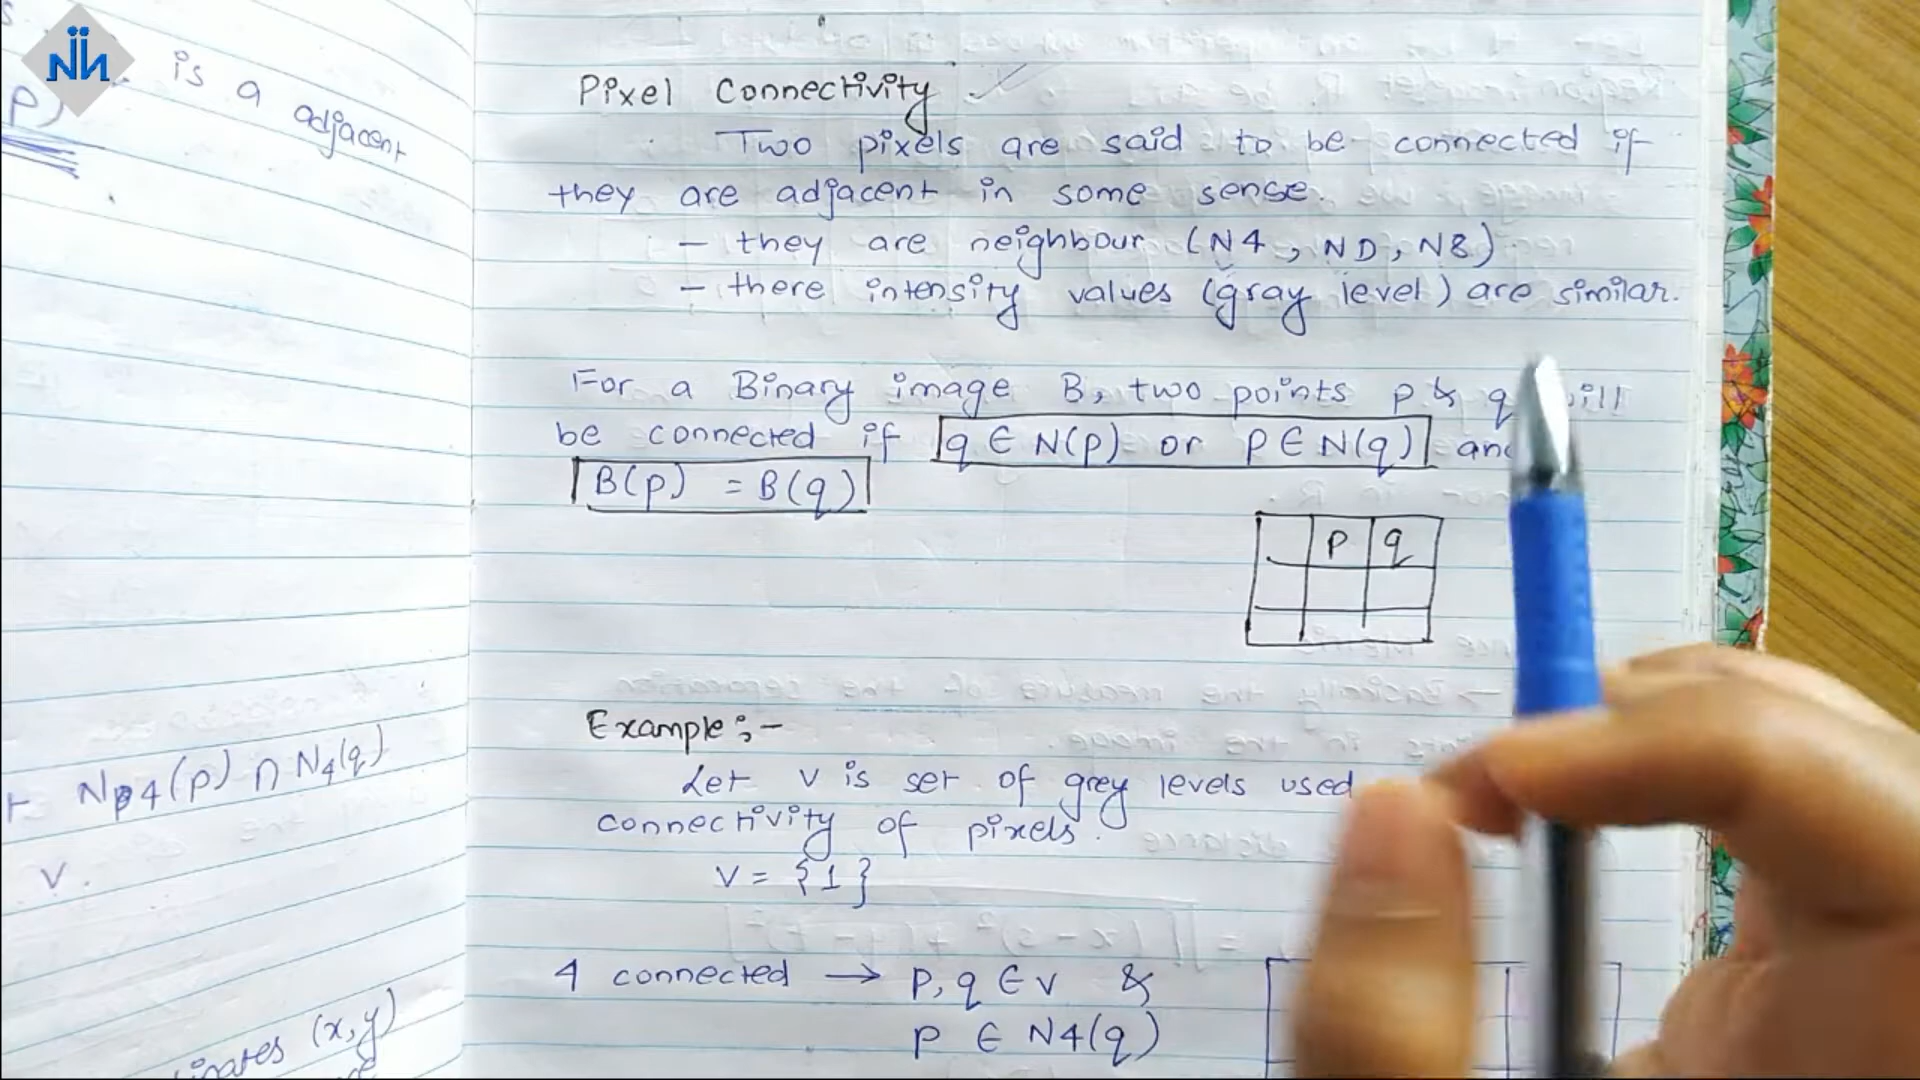 is a adjacent
P)
Np4(p) ∩ N4(q)
V.
(x,y)
Pixel Connectivity
Two pixels are said to be connected if
they are adjacent in some sense.
- they are neighbour (N4, ND, N8)
- there intensity values (gray level) are similar.
For a Binary image B, two points p & q
be connected if q ∈ N(p) or p ∈ N(q)
B(p) = B(q)
P q
Example:-
Let V is set of grey levels used
connectivity of pixels.
V = {1}
4 connected → p, q ∈ V &
p ∈ N4(q)